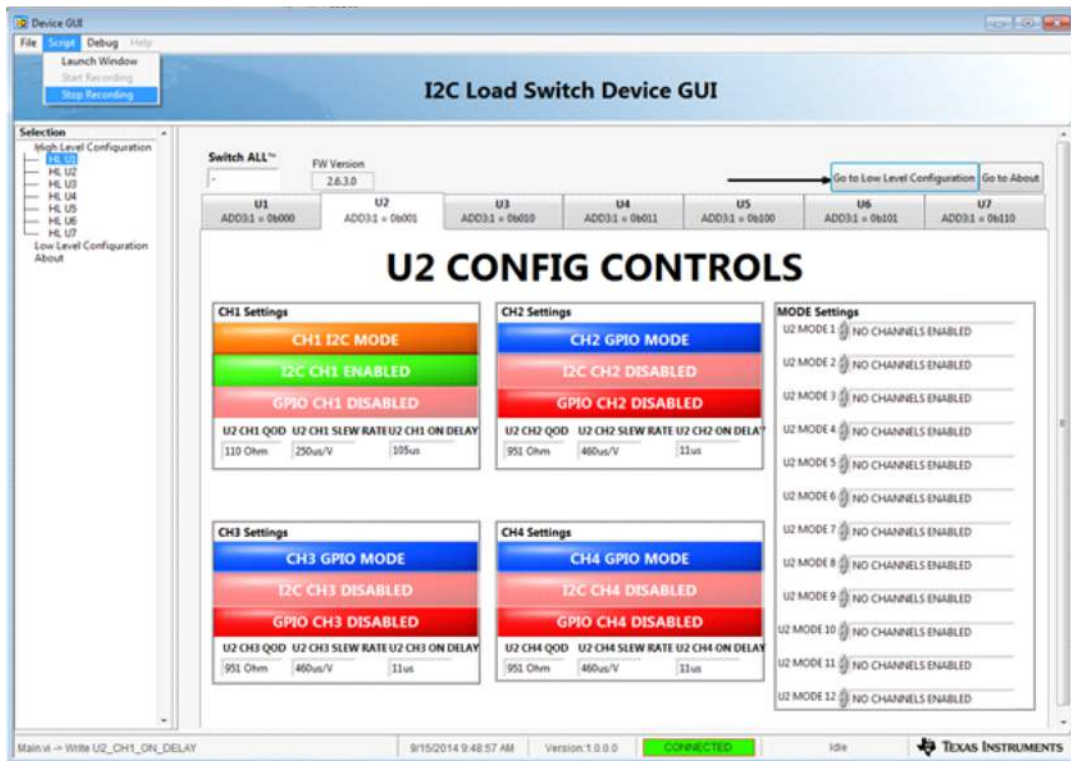 Device GUI
File Script Debug Help
Launch Window
Start Recording
Stop Recording
I2C Load Switch Device GUI
Selection
High Level Configuration
HL U1
HL U2
HL U3
HL U4
HL U5
HL U6
HL U7
Low Level Configuration
About
Switch ALL™
-
FW Version
2.6.3.0
Go to Low Level Configuration Go to About
U1 U2 U3 U4 U5 U6 U7
ADD3:1 = 0b000 ADD3:1 = 0b001 ADD3:1 = 0b010 ADD3:1 = 0b011 ADD3:1 = 0b100 ADD3:1 = 0b101 ADD3:1 = 0b110
U2 CONFIG CONTROLS
CH1 Settings
CH1 I2C MODE
I2C CH1 ENABLED
GPIO CH1 DISABLED
U2 CH1 QOD U2 CH1 SLEW RATE U2 CH1 ON DELAY
110 Ohm 250us/V 105us
CH2 Settings
CH2 GPIO MODE
I2C CH2 DISABLED
GPIO CH2 DISABLED
U2 CH2 QOD U2 CH2 SLEW RATE U2 CH2 ON DELAY
951 Ohm 460us/V 11us
CH3 Settings
CH3 GPIO MODE
I2C CH3 DISABLED
GPIO CH3 DISABLED
U2 CH3 QOD U2 CH3 SLEW RATE U2 CH3 ON DELAY
951 Ohm 460us/V 11us
CH4 Settings
CH4 GPIO MODE
I2C CH4 DISABLED
GPIO CH4 DISABLED
U2 CH4 QOD U2 CH4 SLEW RATE U2 CH4 ON DELAY
951 Ohm 460us/V 11us
MODE Settings
U2 MODE 1 NO CHANNELS ENABLED
U2 MODE 2 NO CHANNELS ENABLED
U2 MODE 3 NO CHANNELS ENABLED
U2 MODE 4 NO CHANNELS ENABLED
U2 MODE 5 NO CHANNELS ENABLED
U2 MODE 6 NO CHANNELS ENABLED
U2 MODE 7 NO CHANNELS ENABLED
U2 MODE 8 NO CHANNELS ENABLED
U2 MODE 9 NO CHANNELS ENABLED
U2 MODE 10 NO CHANNELS ENABLED
U2 MODE 11 NO CHANNELS ENABLED
U2 MODE 12 NO CHANNELS ENABLED
Main.vi -> Write U2_CH1_ON_DELAY 9/15/2014 9:48:57 AM Version:1.0.0.0 CONNECTED Idle TEXAS INSTRUMENTS